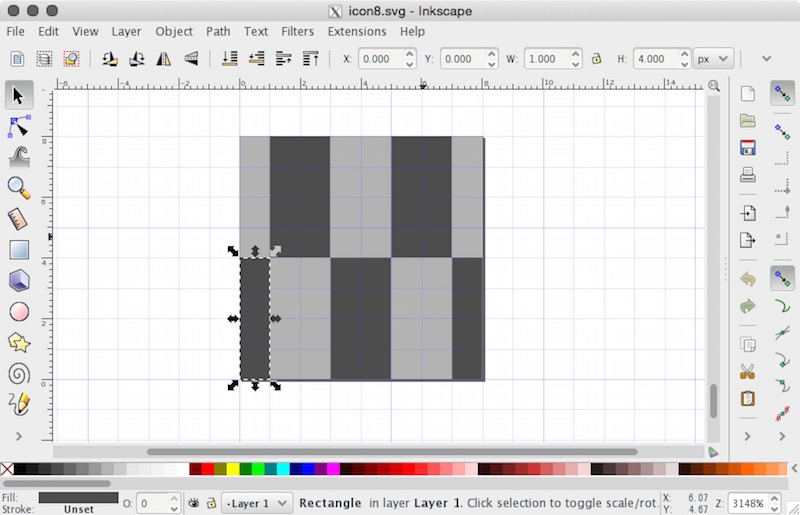 icon8.svg - Inkscape
File Edit View Layer Object Path Text Filters Extensions Help
X: 0.000 Y: 0.000 W: 1.000 H: 4.000 px
-6 -4 -2 0 2 4 6 8 10 12 14
8
6
4
2
0
Fill:
Stroke: Unset
O: 0
Layer 1
Rectangle in layer Layer 1. Click selection to toggle scale/rot
X: 6.07
Y: 4.67
Z: 3148%